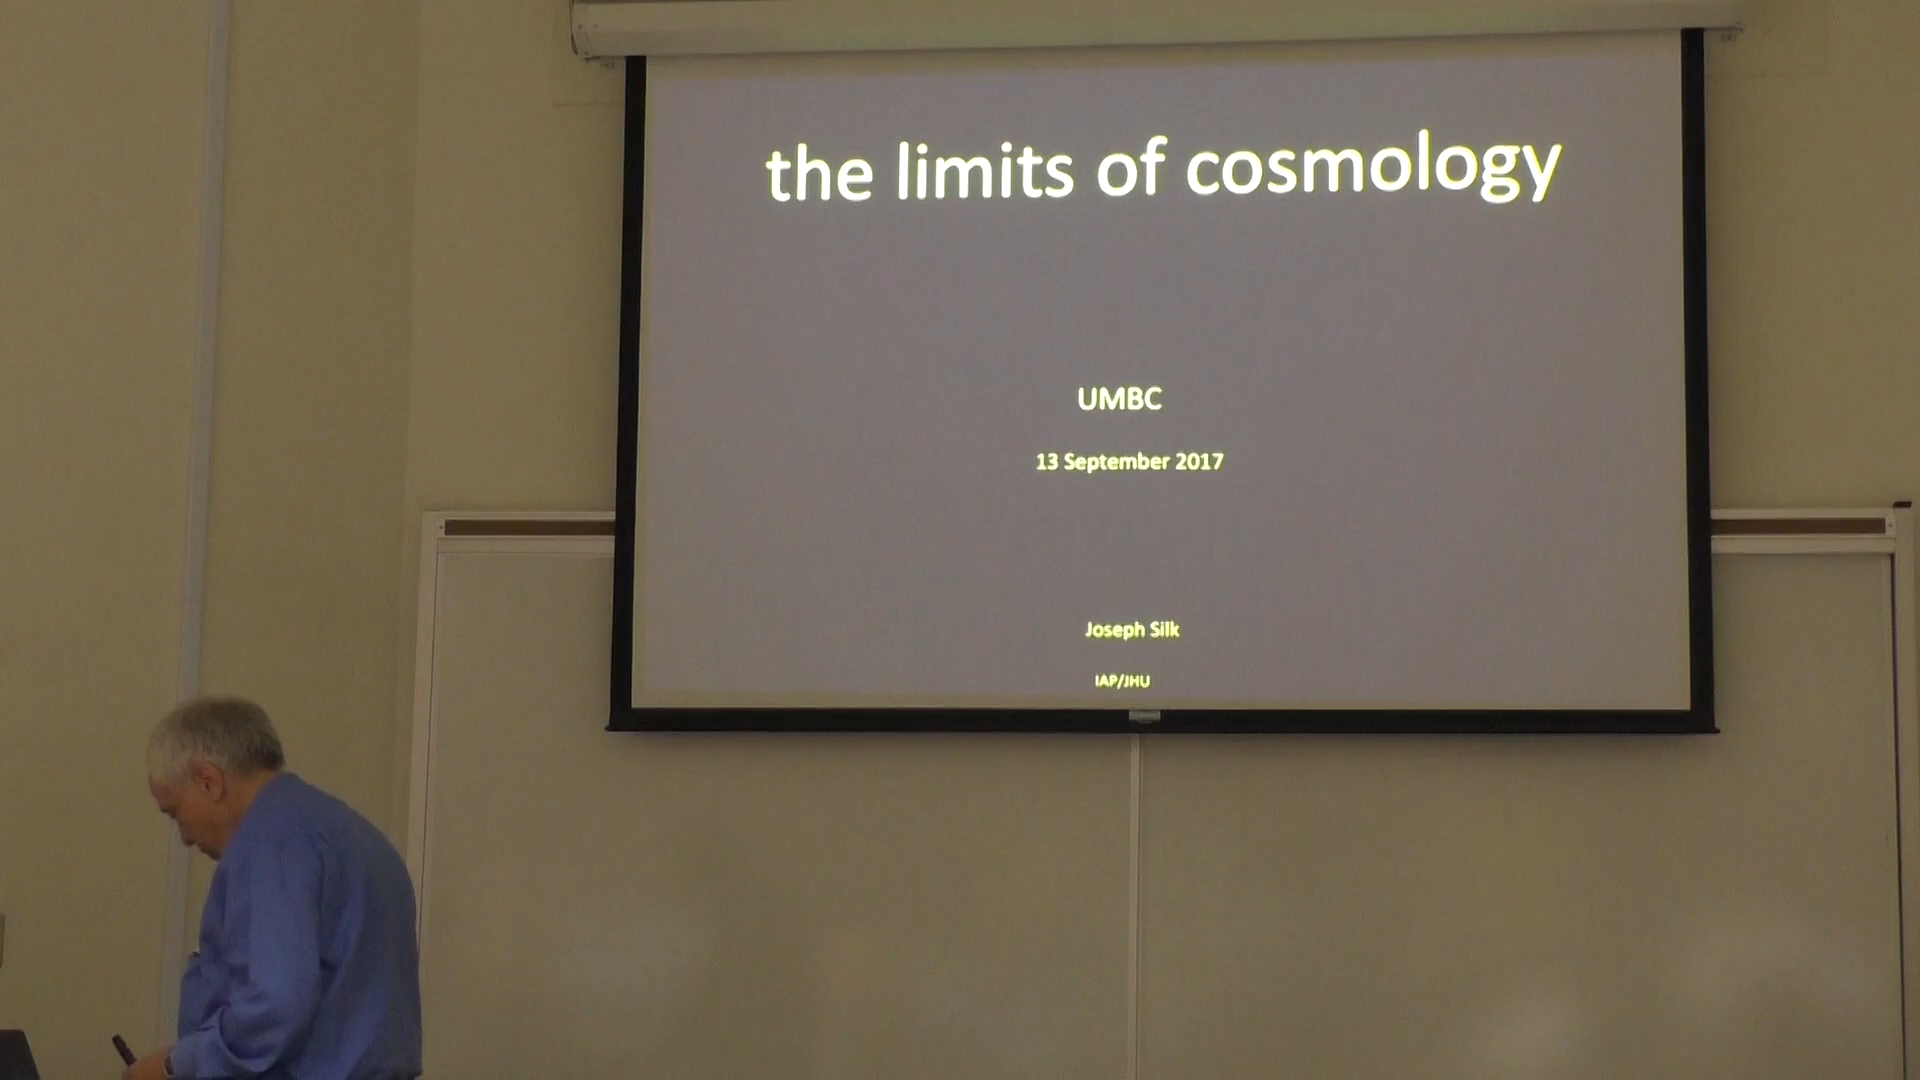 the limits of cosmology
UMBC
13 September 2017
Joseph Silk
IAP/JHU